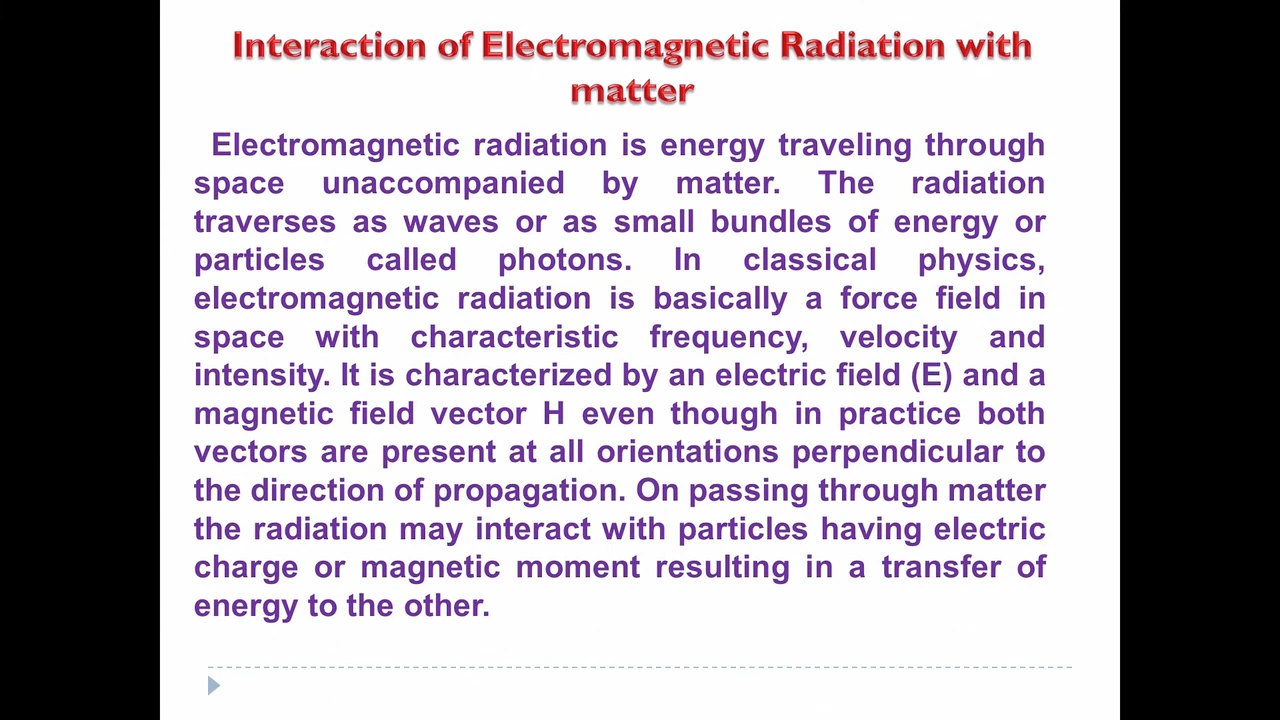 Interaction of Electromagnetic Radiation with
matter
Electromagnetic radiation is energy traveling through
space unaccompanied by matter. The radiation
traverses as waves or as small bundles of energy or
particles called photons. In classical physics,
electromagnetic radiation is basically a force field in
space with characteristic frequency, velocity and
intensity. It is characterized by an electric field (E) and a
magnetic field vector H even though in practice both
vectors are present at all orientations perpendicular to
the direction of propagation. On passing through matter
the radiation may interact with particles having electric
charge or magnetic moment resulting in a transfer of
energy to the other.